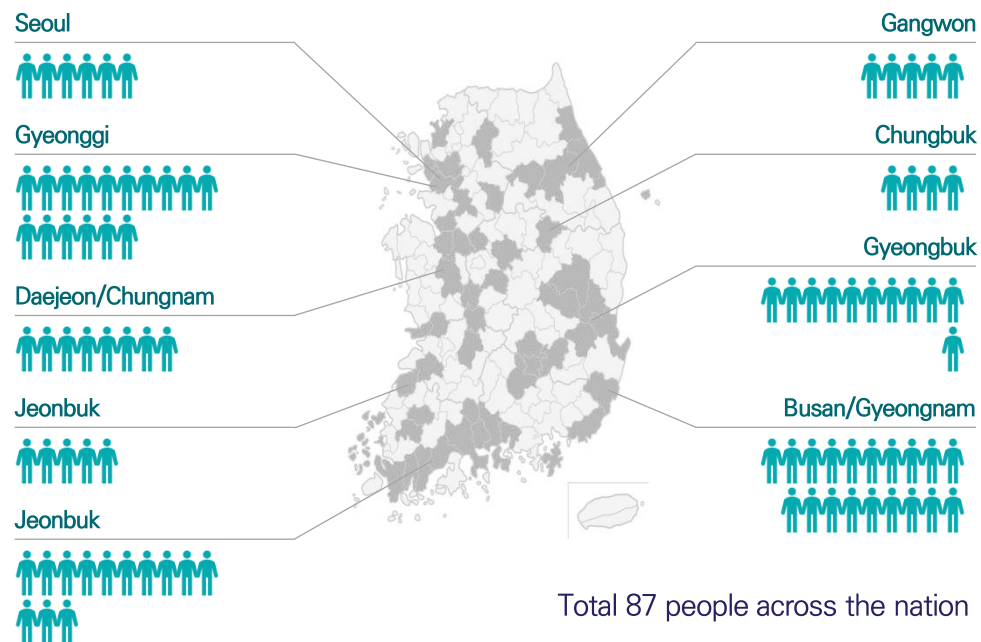 Seoul
Gyeonggi
Daejeon/Chungnam
Jeonbuk
Jeonbuk
Gangwon
Chungbuk
Gyeongbuk
Busan/Gyeongnam
Total 87 people across the nation